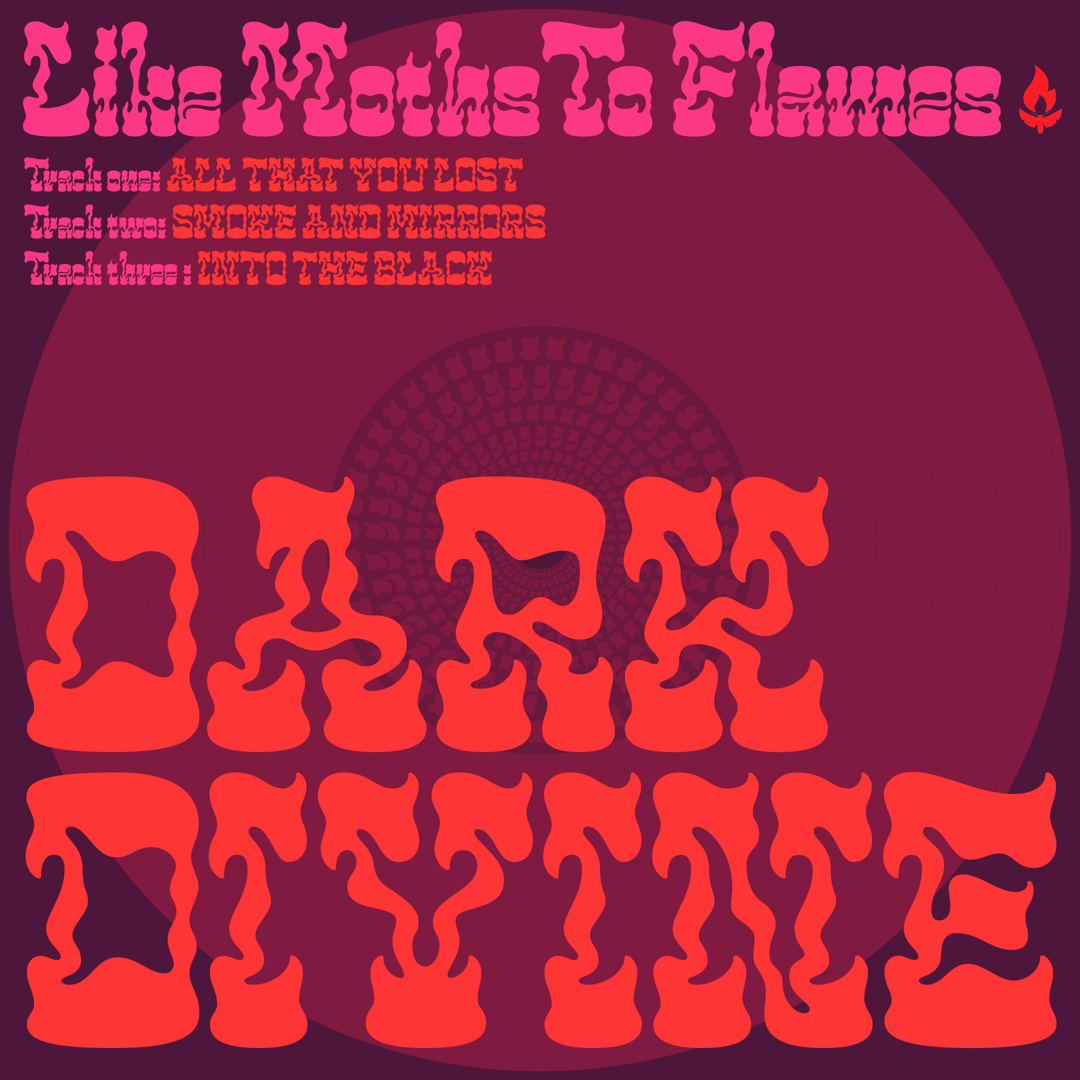 Like Moths To Flames
Track one: ALL THAT YOU LOST
Track two: SMOKE AND MIRRORS
Track three : INTO THE BLACK
DARK
DIVINE